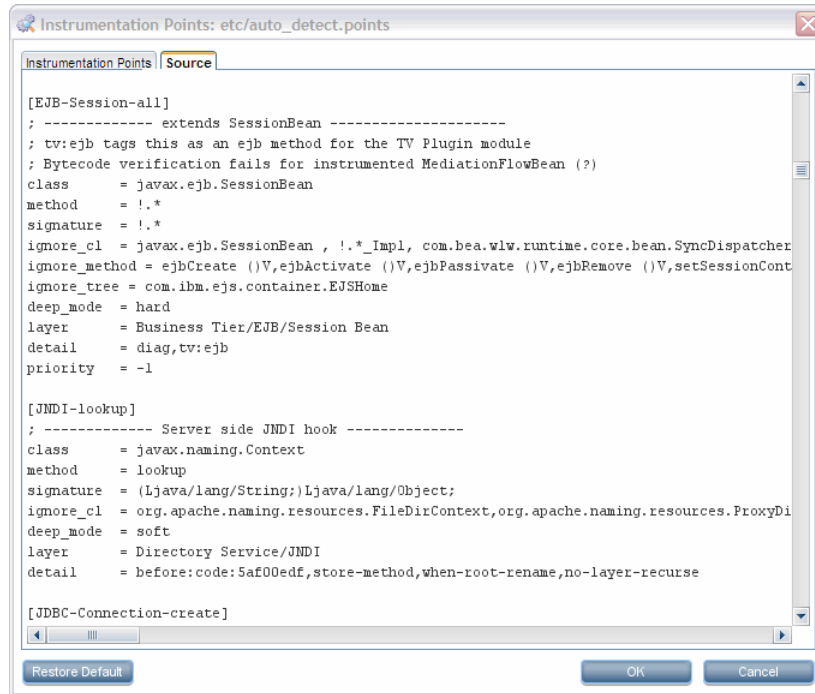 Instrumentation Points: etc/auto_detect.points
Instrumentation Points Source
[EJB-Session-all]
; ------------- extends SessionBean ---------------------
; tv:ejb tags this as an ejb method for the TV Plugin module
; Bytecode verification fails for instrumented MediationFlowBean (?)
class = javax.ejb.SessionBean
method = !.*
signature = !.*
ignore_cl = javax.ejb.SessionBean , !.*_Impl, com.bea.wlw.runtime.core.bean.SyncDispatcher
ignore_method = ejbCreate ()V,ejbActivate ()V,ejbPassivate ()V,ejbRemove ()V,setSessionCont
ignore_tree = com.ibm.ejs.container.EJSHome
deep_mode = hard
layer = Business Tier/EJB/Session Bean
detail = diag,tv:ejb
priority = -1
[JNDI-lookup]
; ------------- Server side JNDI hook --------------
class = javax.naming.Context
method = lookup
signature = (Ljava/lang/String;)Ljava/lang/Object;
ignore_cl = org.apache.naming.resources.FileDirContext,org.apache.naming.resources.ProxyDi
deep_mode = soft
layer = Directory Service/JNDI
detail = before:code:5af00edf,store-method,when-root-rename,no-layer-recurse
[JDBC-Connection-create]
Restore Default OK Cancel